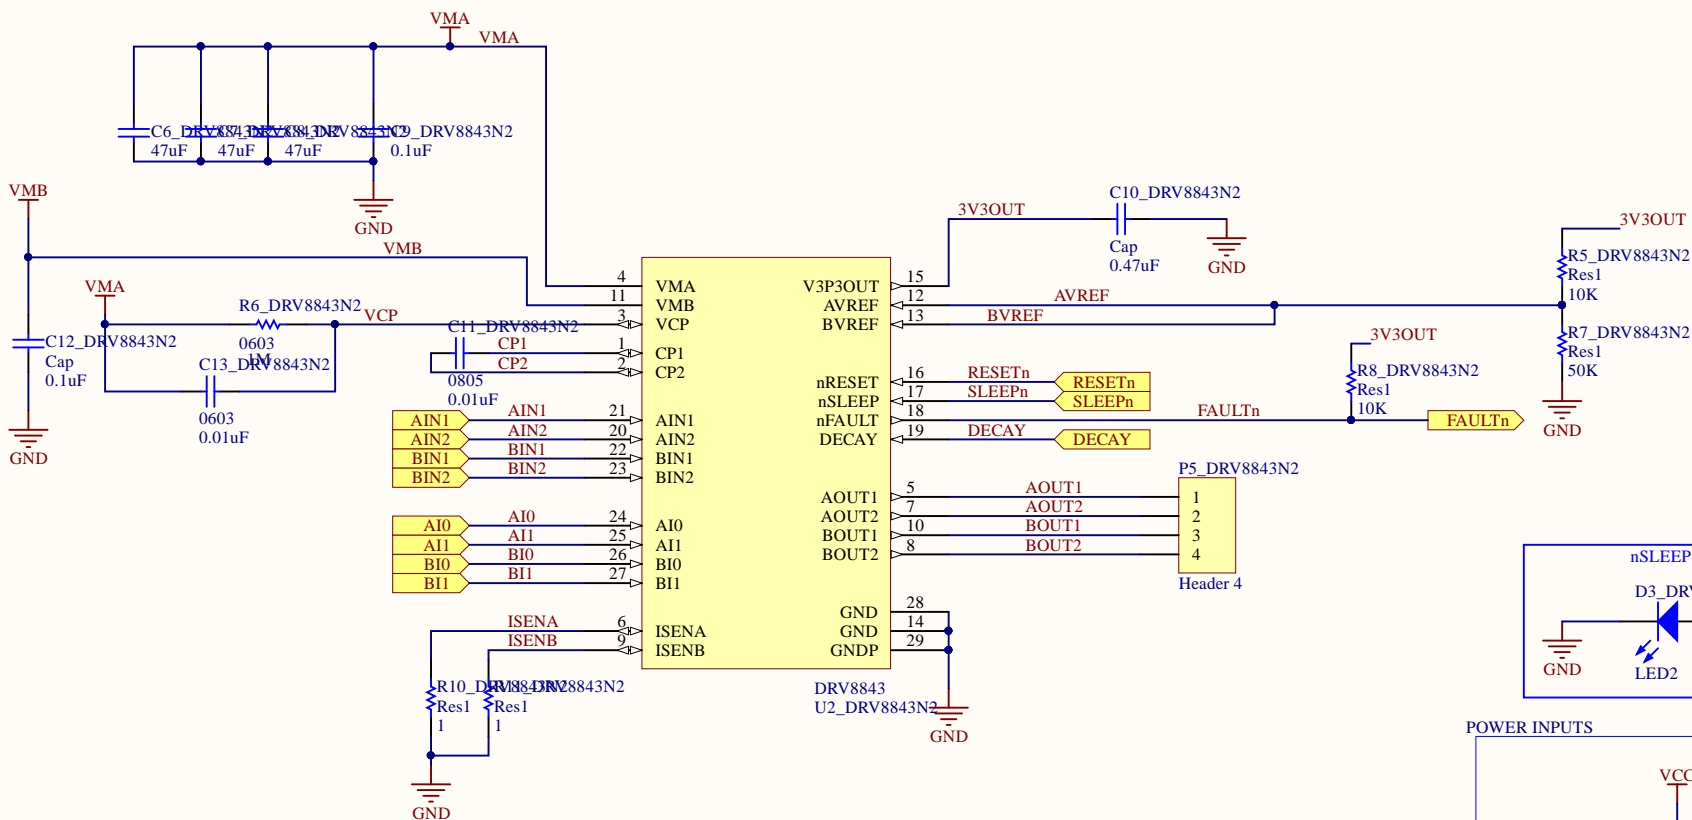 VMA
VMA
C6_DRV8843N2
C7_DRV8843N2
C8_DRV8843N2
C9_DRV8843N2
47uF
47uF
47uF
0.1uF
GND
VMB
VMB
VMA
R6_DRV8843N2
0603
1M
VCP
C13_DRV8843N2
0603
0.01uF
C12_DRV8843N2
Cap
0.1uF
GND
C11_DRV8843N2
CP1
CP2
0805
0.01uF
AIN1 AIN1 21 AIN1
AIN2 AIN2 20 AIN2
BIN1 BIN1 22 BIN1
BIN2 BIN2 23 BIN2
AI0 AI0 24 AI0
AI1 AI1 25 AI1
BI0 BI0 26 BI0
BI1 BI1 27 BI1
ISENA 6 ISENA
ISENB 9 ISENB
R10_DRV8843N2
R11_DRV8843N2
Res1
Res1
1
1
GND
4 VMA
11 VMB
3 VCP
1 CP1
2 CP2
V3P3OUT 15
AVREF 12 AVREF
BVREF 13 BVREF
nRESET 16 RESETn RESETn
nSLEEP 17 SLEEPn SLEEPn
nFAULT 18 FAULTn FAULTn
DECAY 19 DECAY DECAY
AOUT1 5 AOUT1 1
AOUT2 7 AOUT2 2
BOUT1 10 BOUT1 3
BOUT2 8 BOUT2 4
GND 28
GND 14
GNDP 29
DRV8843
U2_DRV8843N2
GND
3V3OUT
C10_DRV8843N2
Cap
0.47uF
GND
3V3OUT
R5_DRV8843N2
Res1
10K
R7_DRV8843N2
Res1
50K
GND
3V3OUT
R8_DRV8843N2
Res1
10K
P5_DRV8843N2
Header 4
nSLEEP
D3_DRV
GND
LED2
POWER INPUTS
VCC